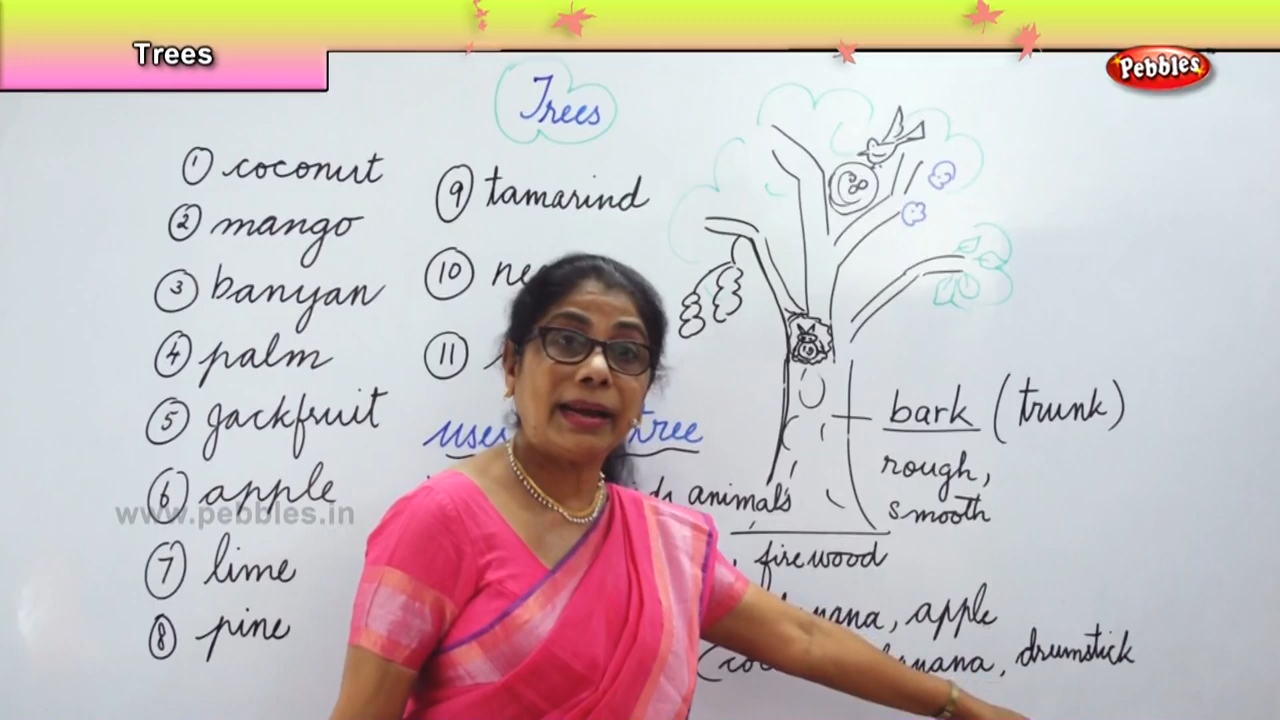 Trees
Pebbles
Trees
1 coconut
2 mango
3 banyan
4 palm
5 jackfruit
6 apple
7 lime
8 pine
9 tamarind
10
11
tree
animals
firewood
apple
drumstick
bark (trunk)
rough,
smooth
www.pebbles.in